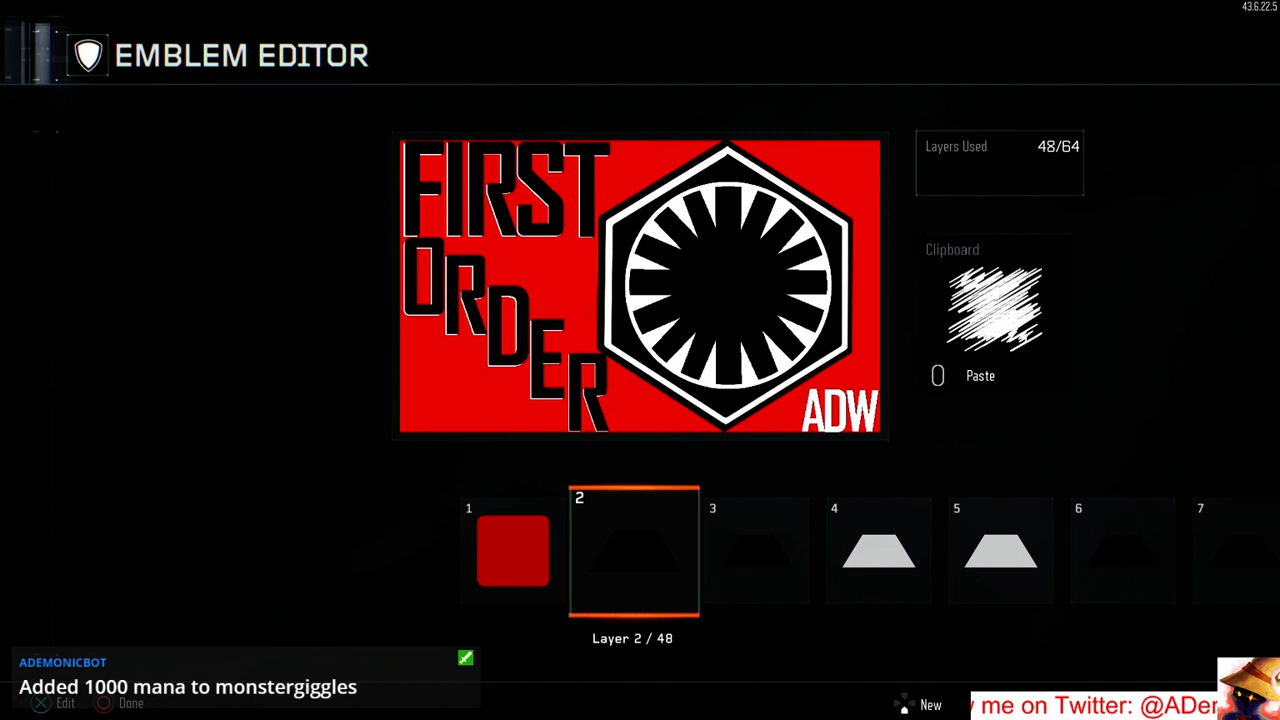 43.6.22.5
EMBLEM EDITOR
FIRST
ORDER
ADW
Layers Used 48/64
Clipboard
Paste
1 2 3 4 5 6 7
Layer 2 / 48
ADEMONICBOT
Added 1000 mana to monstergiggles
Edit Done
New
me on Twitter: @ADer